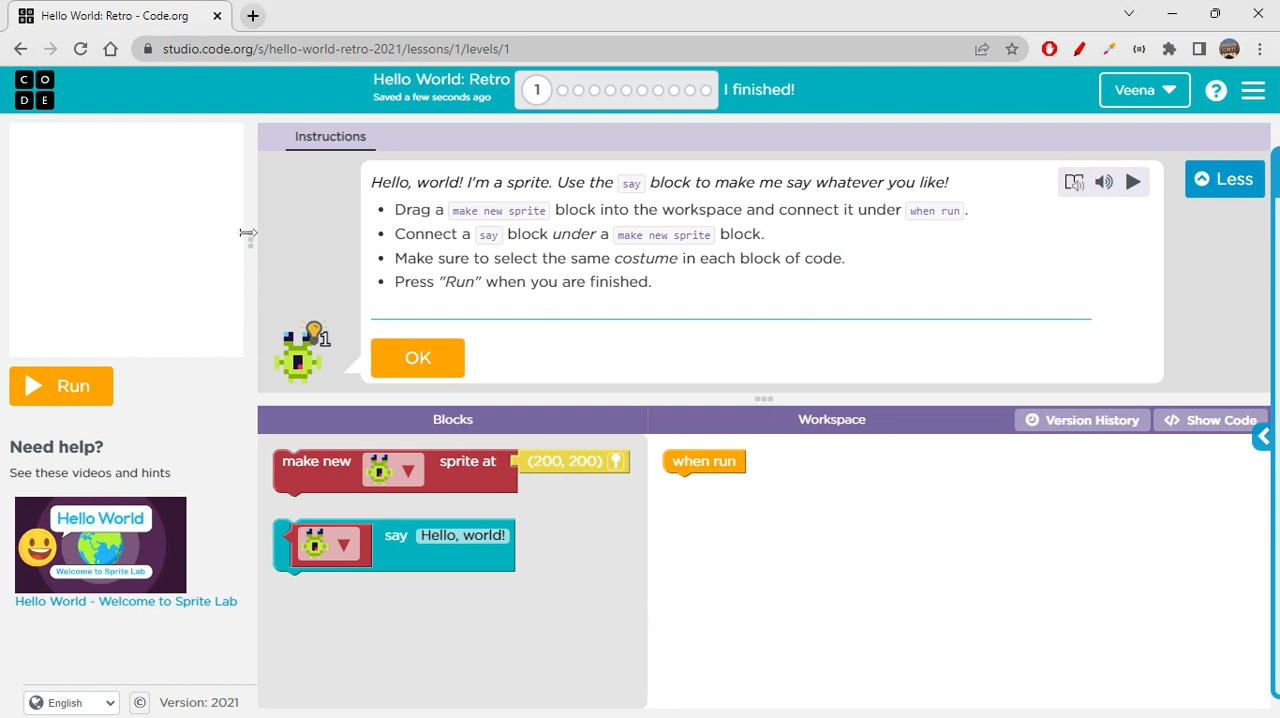 Hello World: Retro - Code.org
studio.code.org/s/hello-world-retro-2021/lessons/1/levels/1
C O
D E
Hello World: Retro
Saved a few seconds ago
1
I finished!
Veena
?
Instructions
Hello, world! I'm a sprite. Use the say block to make me say whatever you like!
• Drag a make new sprite block into the workspace and connect it under when run.
• Connect a say block under a make new sprite block.
• Make sure to select the same costume in each block of code.
• Press "Run" when you are finished.
Less
1
OK
Run
Blocks
Workspace
Version History
Show Code
make new sprite at (200, 200)
say Hello, world!
when run
Need help?
See these videos and hints
Hello World
Welcome to Sprite Lab
Hello World - Welcome to Sprite Lab
English
©
Version: 2021